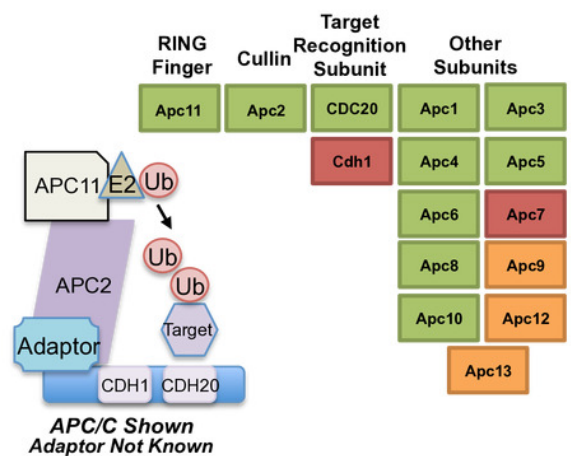 RING
Finger
Cullin
Target
Recognition
Subunit
Other
Subunits
Apc11
Apc2
CDC20
Apc1
Apc3
Cdh1
Apc4
Apc5
Apc6
Apc7
Apc8
Apc9
Apc10
Apc12
Apc13
APC11
E2
Ub
Ub
Ub
APC2
Target
Adaptor
CDH1
CDH20
APC/C Shown
Adaptor Not Known